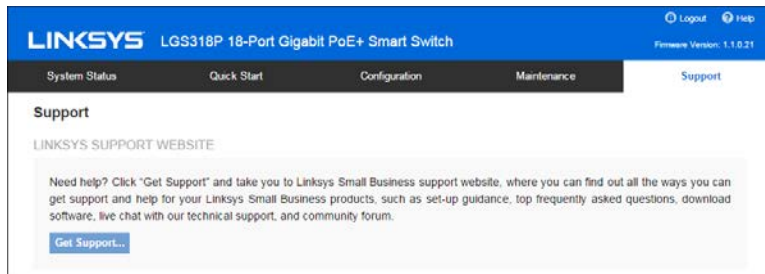 Logout Help
LINKSYS LGS318P 18-Port Gigabit PoE+ Smart Switch
Firmware Version: 1.1.0.21
System Status Quick Start Configuration Maintenance Support
Support
LINKSYS SUPPORT WEBSITE
Need help? Click "Get Support" and take you to Linksys Small Business support website, where you can find out all the ways you can
get support and help for your Linksys Small Business products, such as set-up guidance, top frequently asked questions, download
software, live chat with our technical support, and community forum.
Get Support...